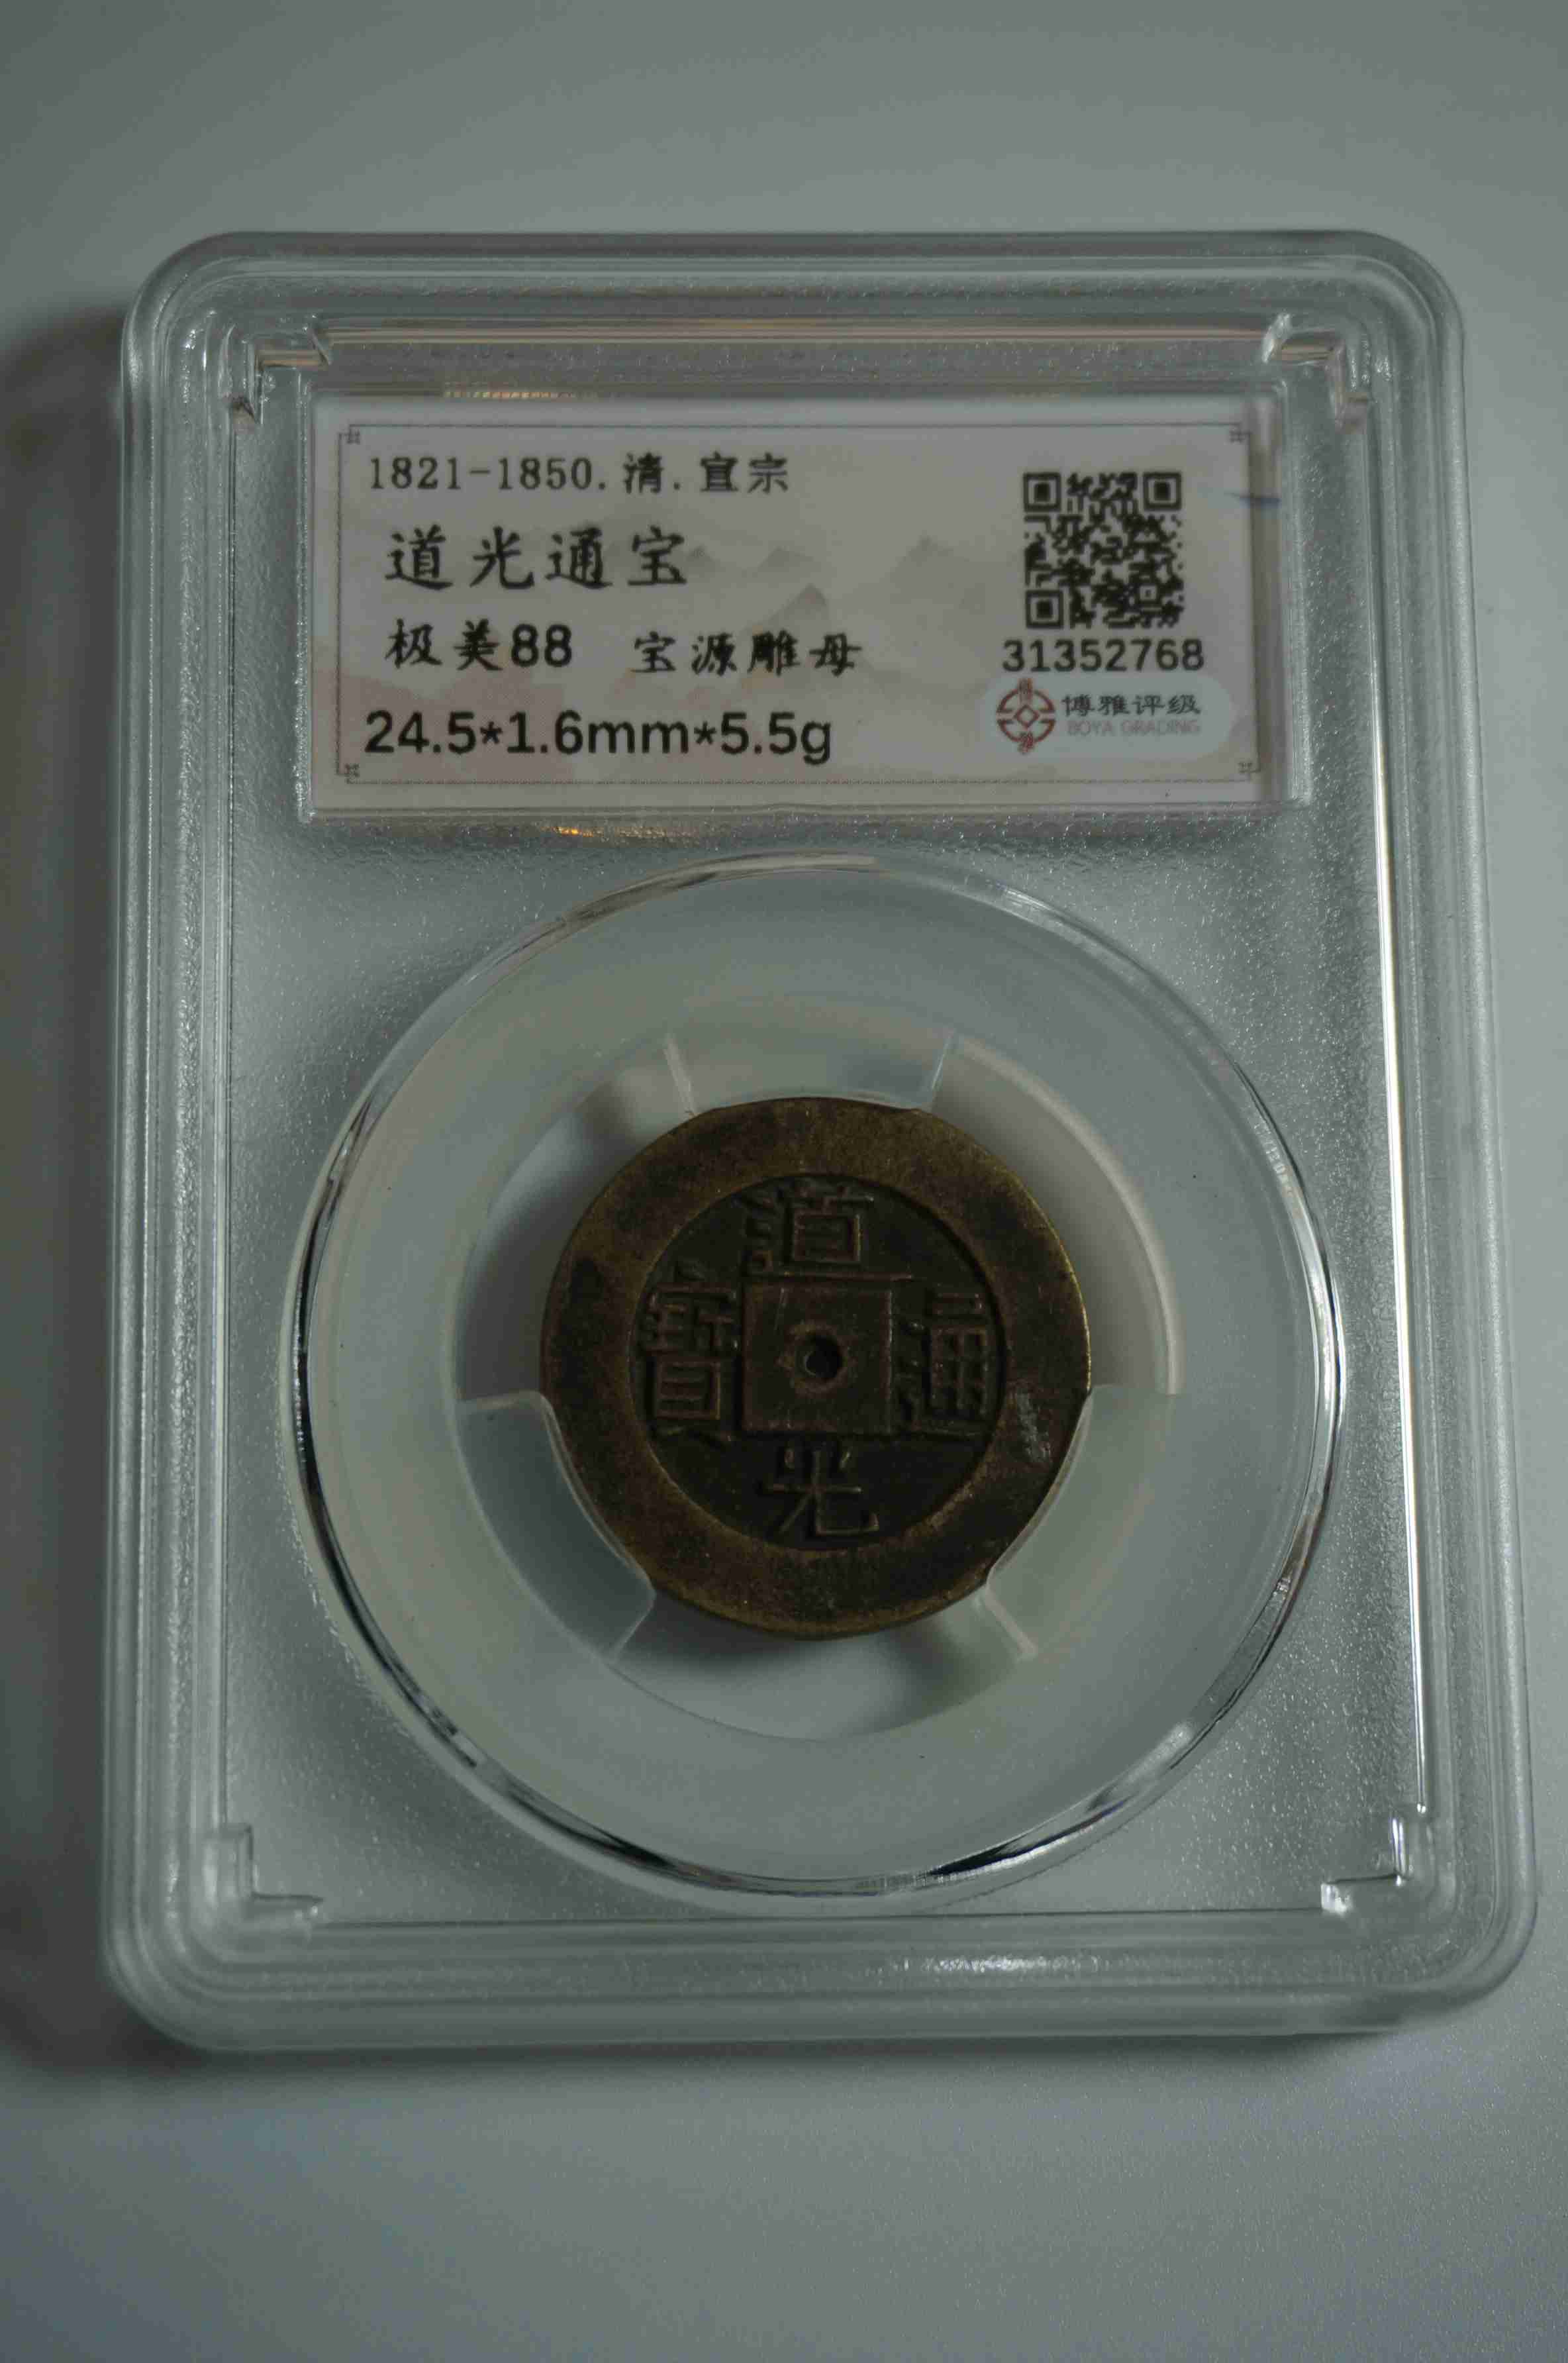 1821-1850.清.宣宗
道光通宝
极美88 宝源雕母
24.5*1.6mm*5.5g
31352768
博雅评级
BOYA GRADING
道
寶 通
光